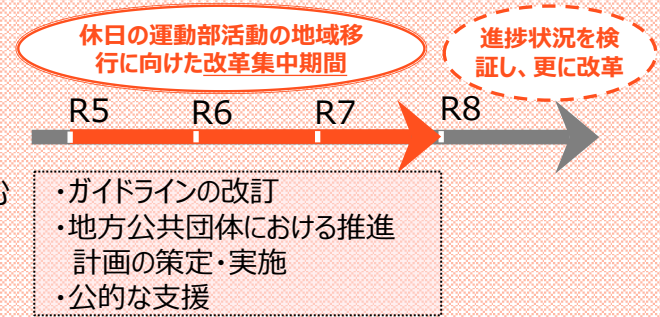 休日の運動部活動の地域移
行に向けた改革集中期間
進捗状況を検
証し、更に改革
R5 R6 R7 R8
む
・ガイドラインの改訂
・地方公共団体における推進
計画の策定・実施
・公的な支援